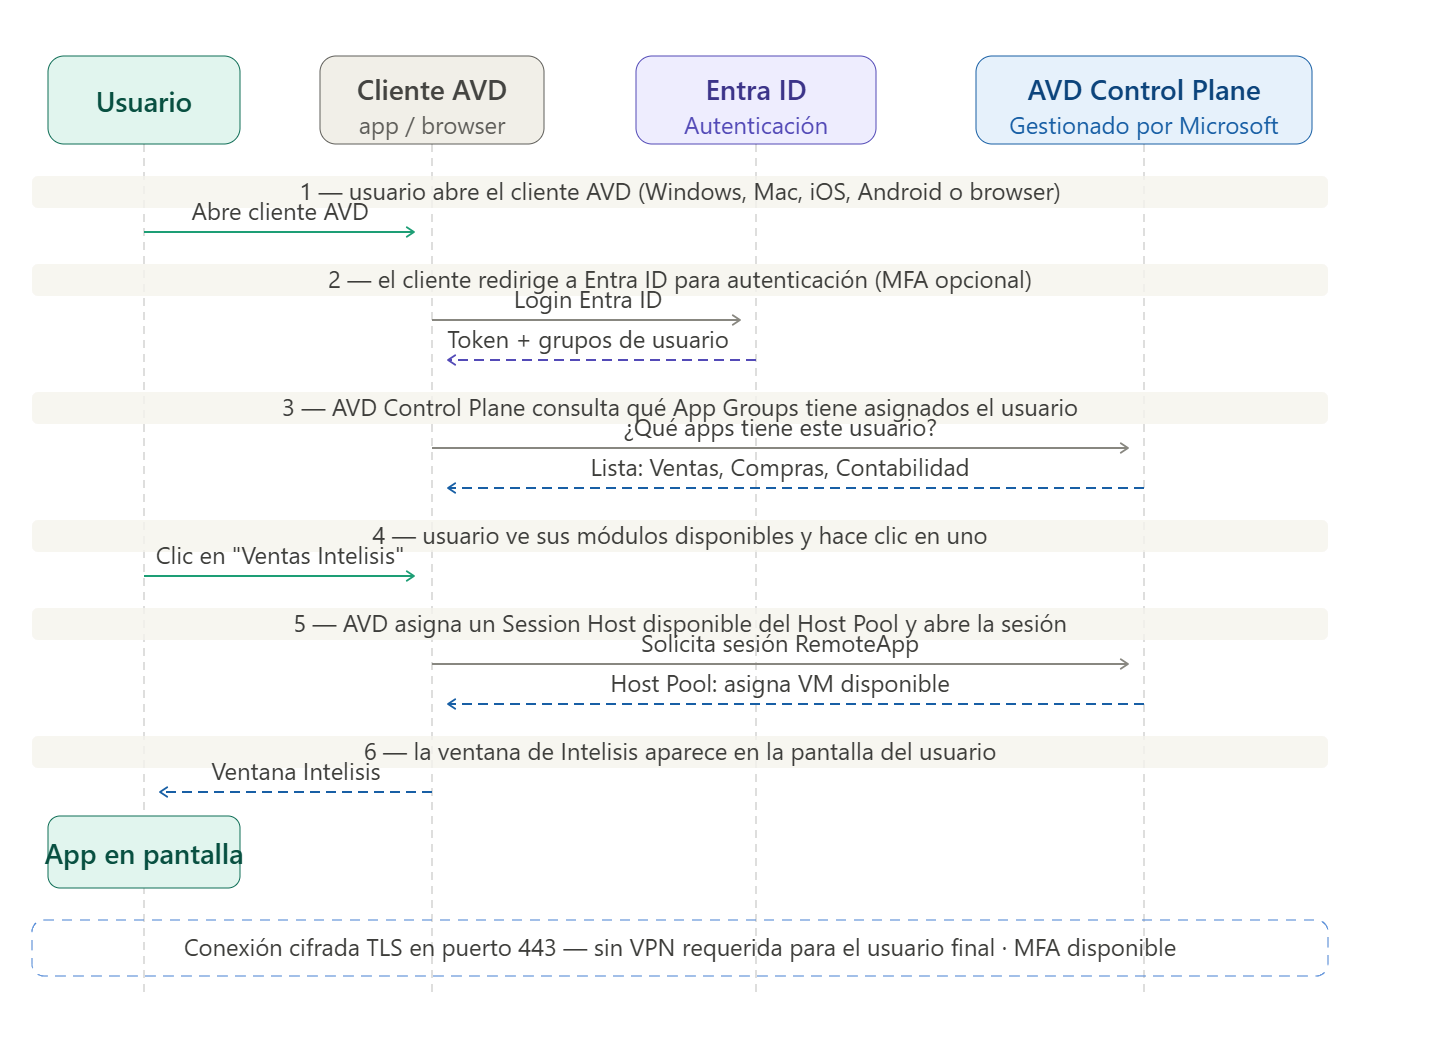 Usuario
Cliente AVD
app / browser
Entra ID
Autenticación
AVD Control Plane
Gestionado por Microsoft
1 — usuario abre el cliente AVD (Windows, Mac, iOS, Android o browser)
Abre cliente AVD
2 — el cliente redirige a Entra ID para autenticación (MFA opcional)
Login Entra ID
Token + grupos de usuario
3 — AVD Control Plane consulta qué App Groups tiene asignados el usuario
¿Qué apps tiene este usuario?
Lista: Ventas, Compras, Contabilidad
4 — usuario ve sus módulos disponibles y hace clic en uno
Clic en "Ventas Intelisis"
5 — AVD asigna un Session Host disponible del Host Pool y abre la sesión
Solicita sesión RemoteApp
Host Pool: asigna VM disponible
6 — la ventana de Intelisis aparece en la pantalla del usuario
Ventana Intelisis
App en pantalla
Conexión cifrada TLS en puerto 443 — sin VPN requerida para el usuario final · MFA disponible